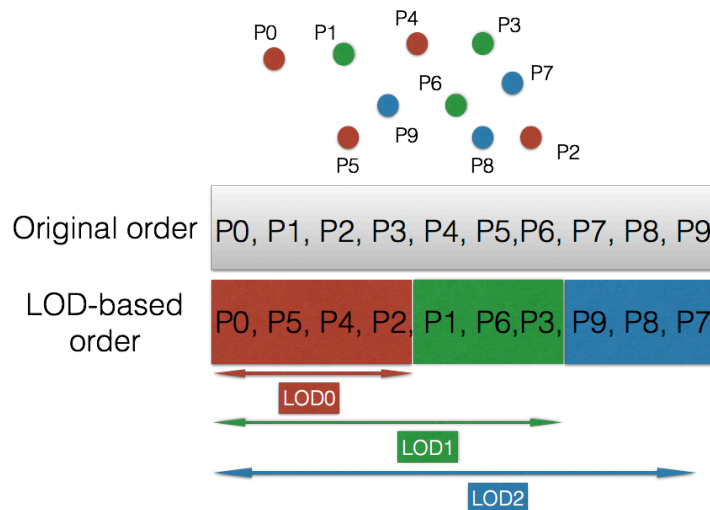 P4
P3
P0
P1
P7
P6
P9
P5
P8
P2
Original order
P0, P1, P2, P3, P4, P5,P6, P7, P8, P9
LOD-based
order
P0, P5, P4, P2, P1, P6,P3, P9, P8, P7
LOD0
LOD1
LOD2